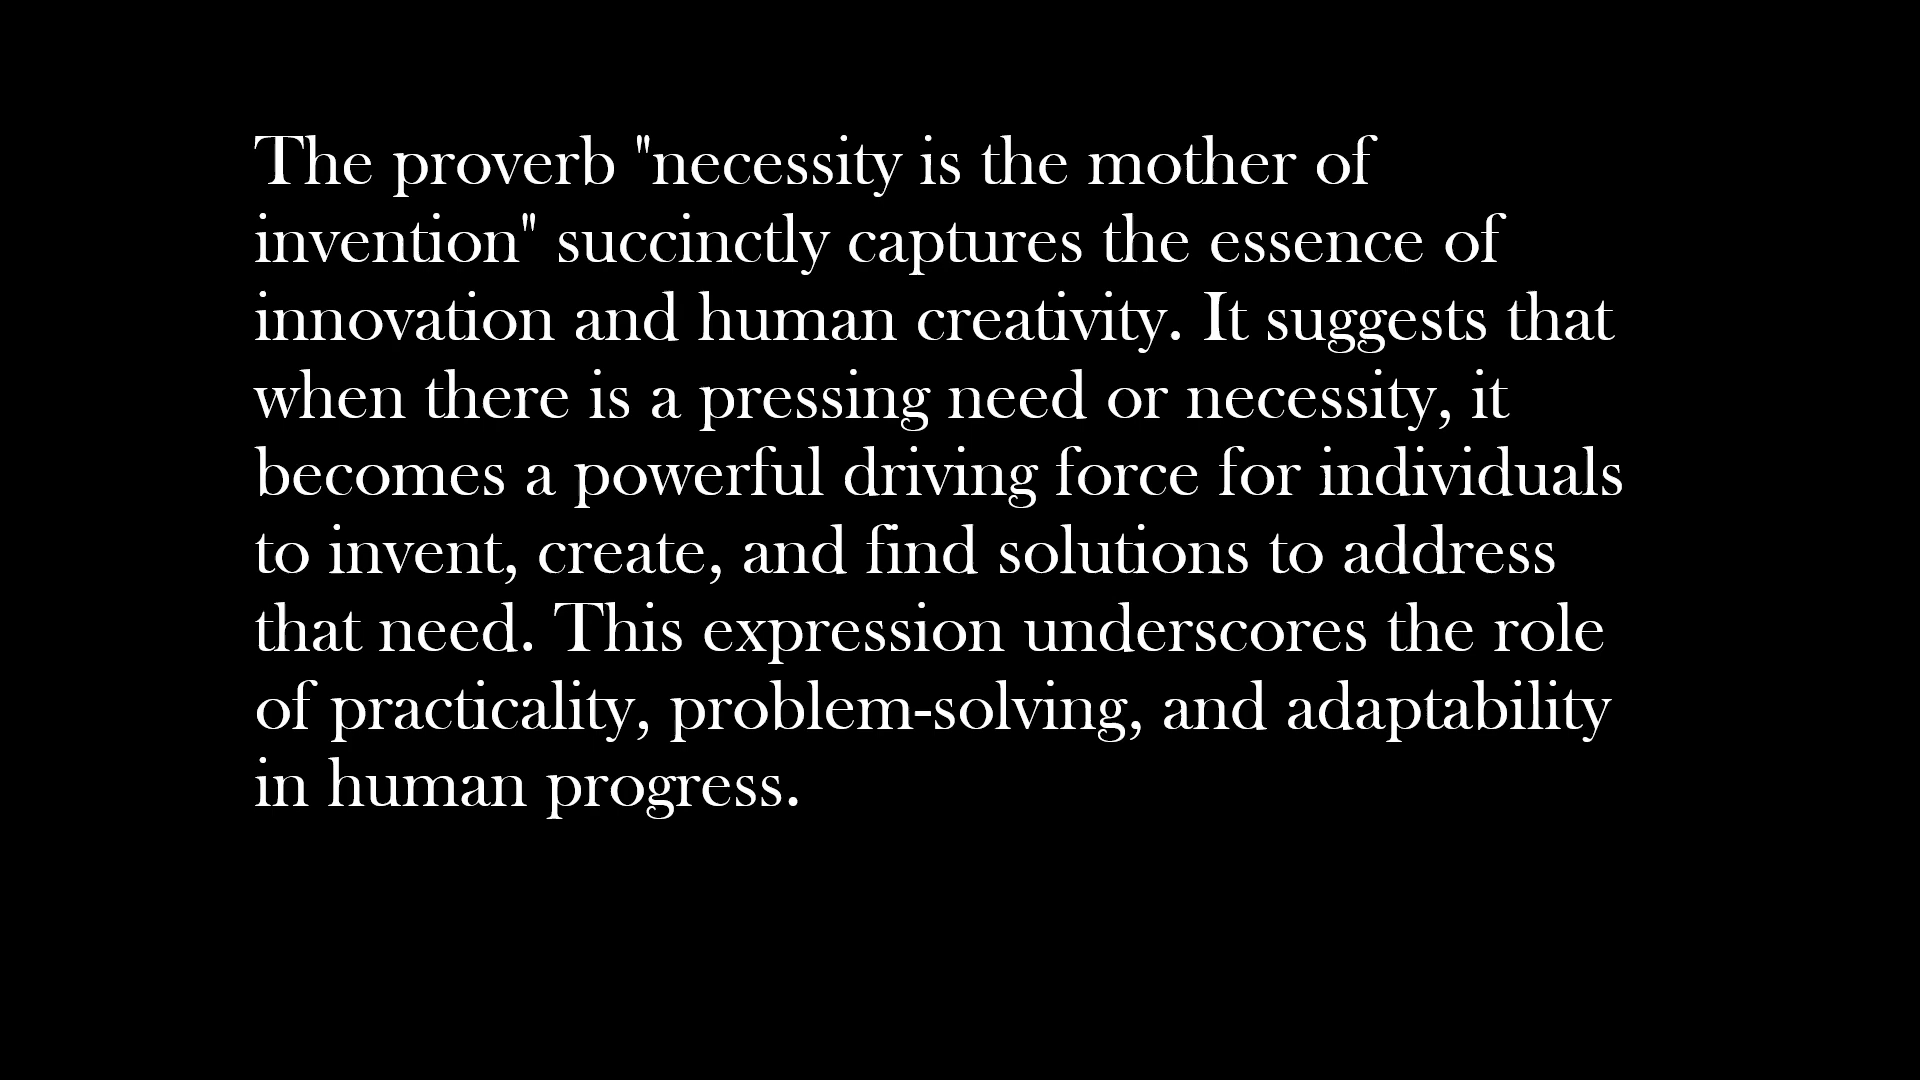 The proverb "necessity is the mother of
invention" succinctly captures the essence of
innovation and human creativity. It suggests that
when there is a pressing need or necessity, it
becomes a powerful driving force for individuals
to invent, create, and find solutions to address
that need. This expression underscores the role
of practicality, problem-solving, and adaptability
in human progress.